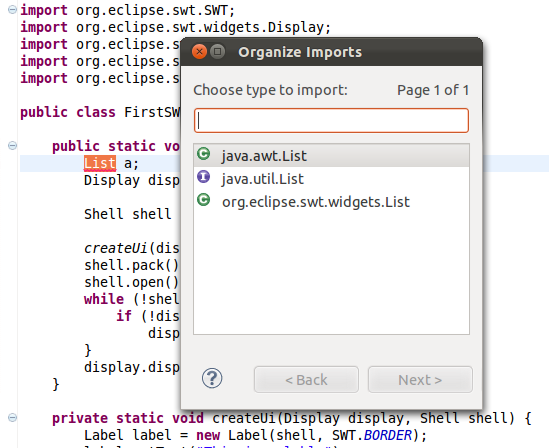 import org.eclipse.swt.SWT;
import org.eclipse.swt.widgets.Display;
import org.eclipse.s
import org.eclipse.s
import org.eclipse.s
public class FirstSW
public static vo
List a;
Display disp
Shell shell
createUi(dis
shell.pack()
shell.open()
while (!shel
if (!dis
disp
}
display.disp
}
private static void createUi(Display display, Shell shell) {
Label label = new Label(shell, SWT.BORDER);
Organize Imports
Choose type to import:
Page 1 of 1
java.awt.List
java.util.List
org.eclipse.swt.widgets.List
?
< Back
Next >